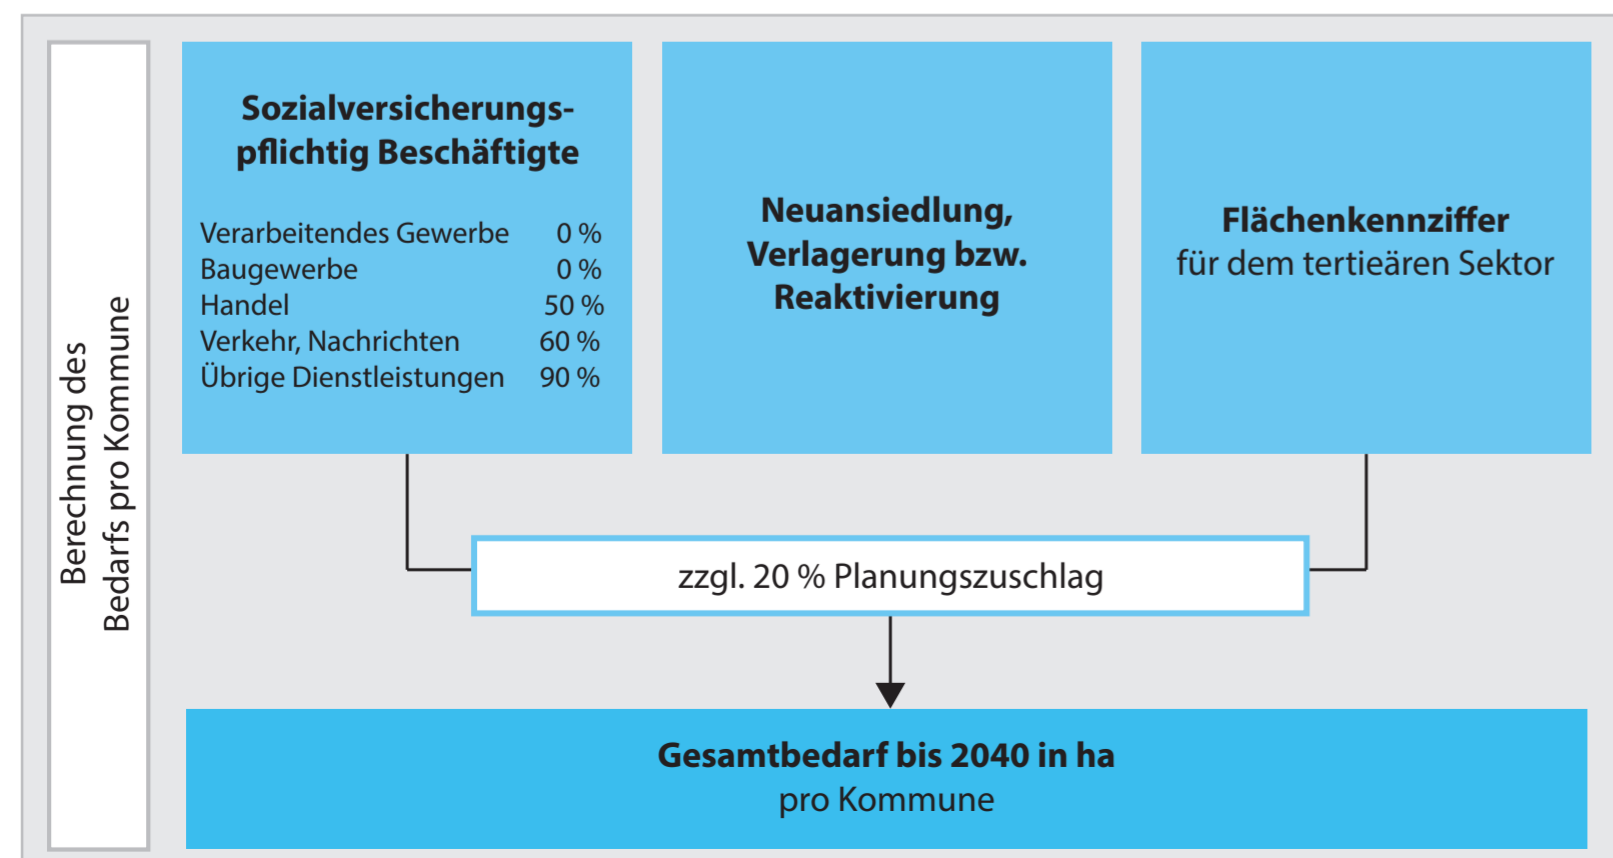 Berechnung des
Bedarfs pro Kommune
Sozialversicherungs-
pflichtig Beschäftigte
Verarbeitendes Gewerbe 0 %
Baugewerbe 0 %
Handel 50 %
Verkehr, Nachrichten 60 %
Übrige Dienstleistungen 90 %
Neuansiedlung,
Verlagerung bzw.
Reaktivierung
Flächenkennziffer
für dem tertieären Sektor
zzgl. 20 % Planungszuschlag
Gesamtbedarf bis 2040 in ha
pro Kommune